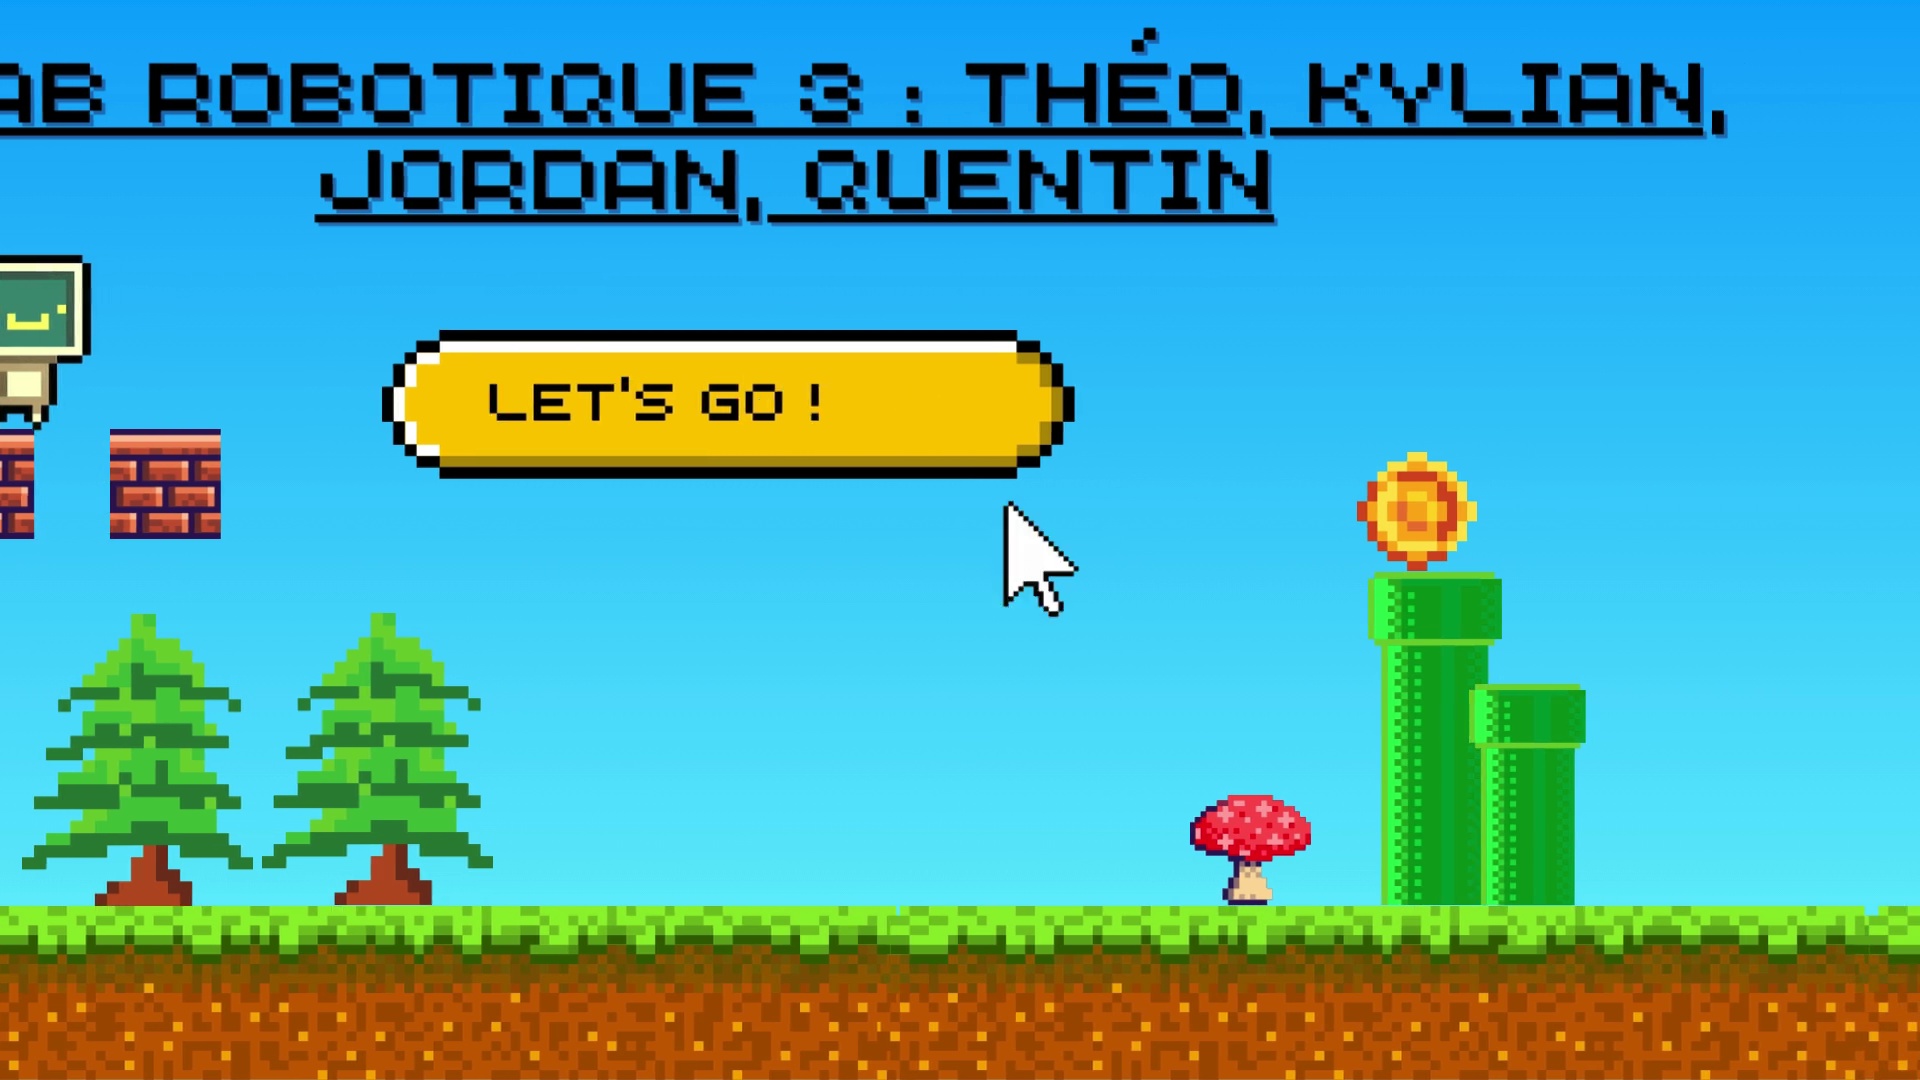 AB ROBOTIQUE 3 : THÉO, KYLIAN,
JORDAN, QUENTIN
LET'S GO !